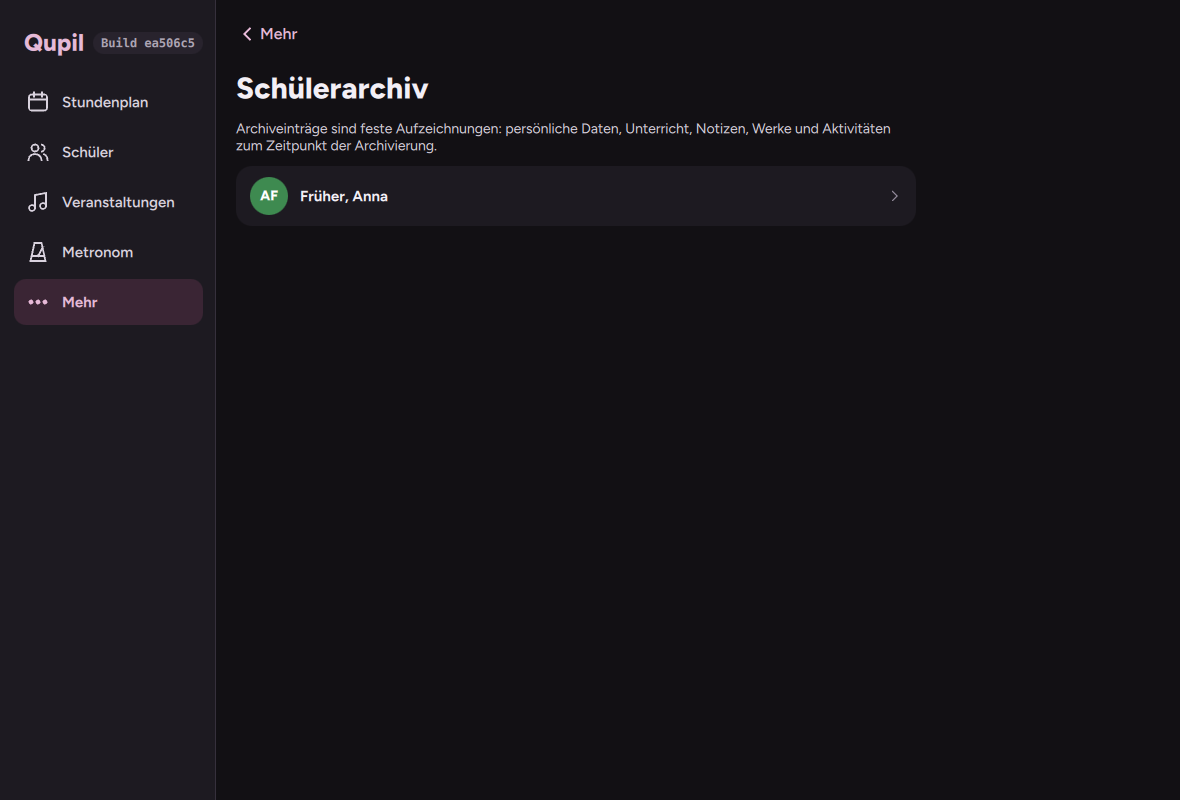 Qupil Build ea506c5
Stundenplan
Schüler
Veranstaltungen
Metronom
Mehr
Mehr
Schülerarchiv
Archiveinträge sind feste Aufzeichnungen: persönliche Daten, Unterricht, Notizen, Werke und Aktivitäten
zum Zeitpunkt der Archivierung.
AF Früher, Anna